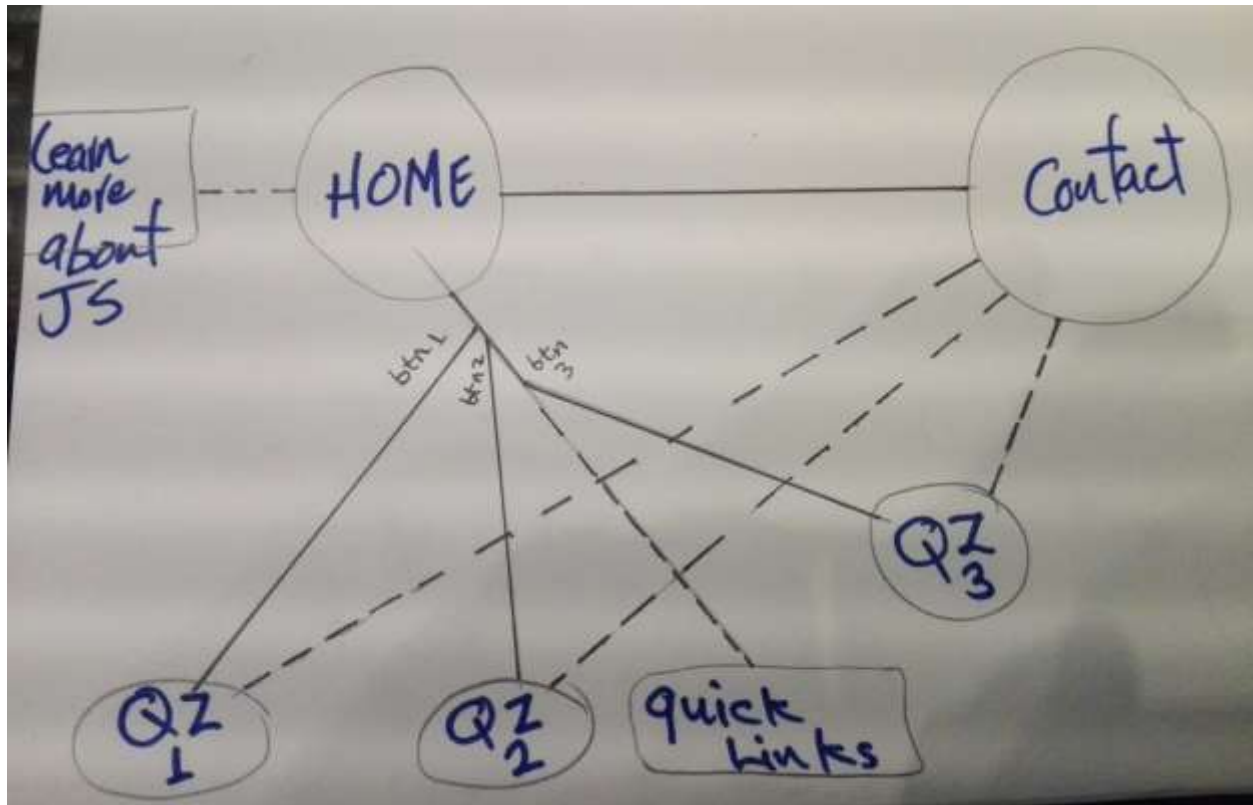 Learn
more
about
JS
HOME
Contact
btn 1
btn 2
btn
3
QZ
3
QZ
1
QZ
2
quick
Links